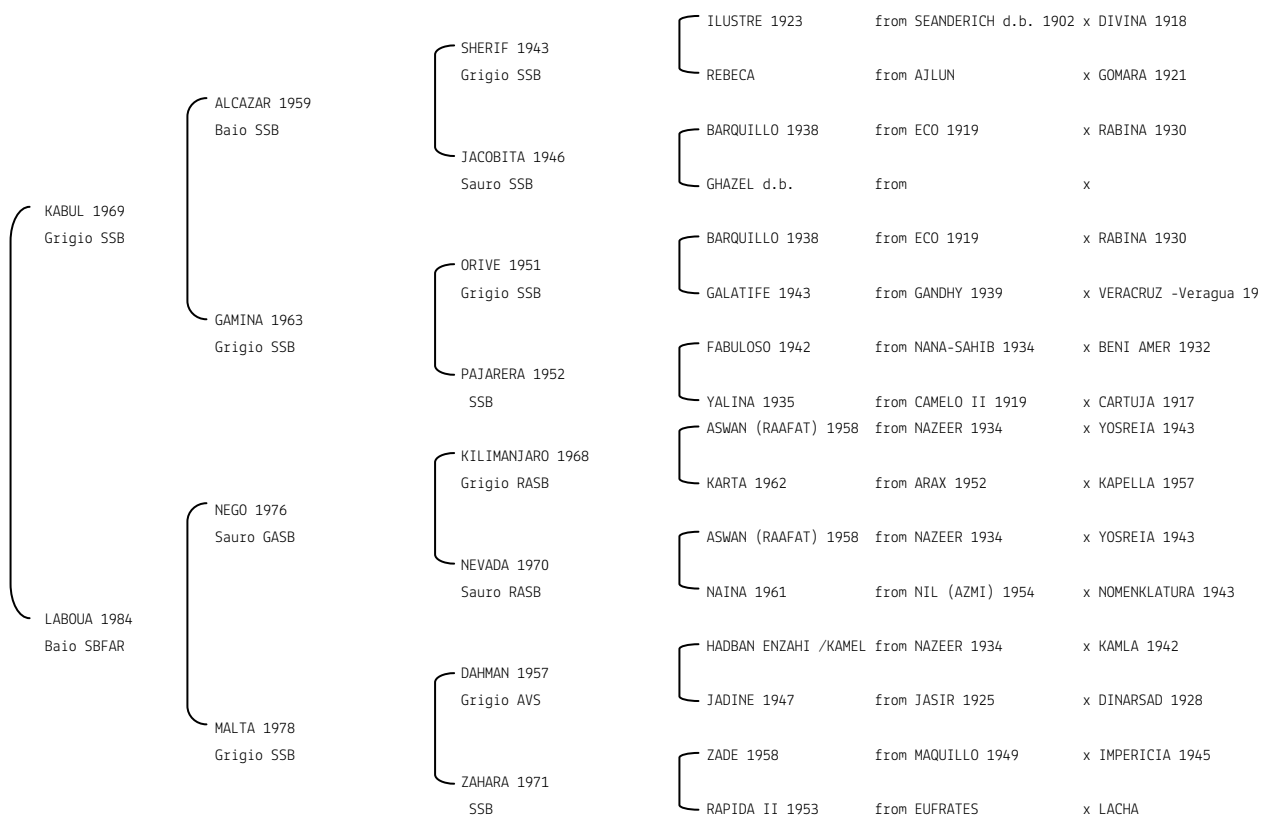 ILUSTRE 1923 from SEANDERICH d.b. 1902 x DIVINA 1918
SHERIF 1943
Grigio SSB REBECA from AJLUN x GOMARA 1921
ALCAZAR 1959
Baio SSB BARQUILLO 1938 from ECO 1919 x RABINA 1930
JACOBITA 1946
Sauro SSB GHAZEL d.b. from x
KABUL 1969
Grigio SSB BARQUILLO 1938 from ECO 1919 x RABINA 1930
ORIVE 1951
Grigio SSB GALATIFE 1943 from GANDHY 1939 x VERACRUZ -Veragua 19
GAMINA 1963
Grigio SSB FABULOSO 1942 from NANA-SAHIB 1934 x BENI AMER 1932
PAJARERA 1952
SSB YALINA 1935 from CAMELO II 1919 x CARTUJA 1917
ASWAN (RAAFAT) 1958 from NAZEER 1934 x YOSREIA 1943
KILIMANJARO 1968
Grigio RASB KARTA 1962 from ARAX 1952 x KAPELLA 1957
NEGO 1976
Sauro GASB ASWAN (RAAFAT) 1958 from NAZEER 1934 x YOSREIA 1943
NEVADA 1970
Sauro RASB NAINA 1961 from NIL (AZMI) 1954 x NOMENKLATURA 1943
LABOUA 1984
Baio SBFAR HADBAN ENZAHI /KAMEL from NAZEER 1934 x KAMLA 1942
DAHMAN 1957
Grigio AVS JADINE 1947 from JASIR 1925 x DINARSAD 1928
MALTA 1978
Grigio SSB ZADE 1958 from MAQUILLO 1949 x IMPERICIA 1945
ZAHARA 1971
SSB RAPIDA II 1953 from EUFRATES x LACHA